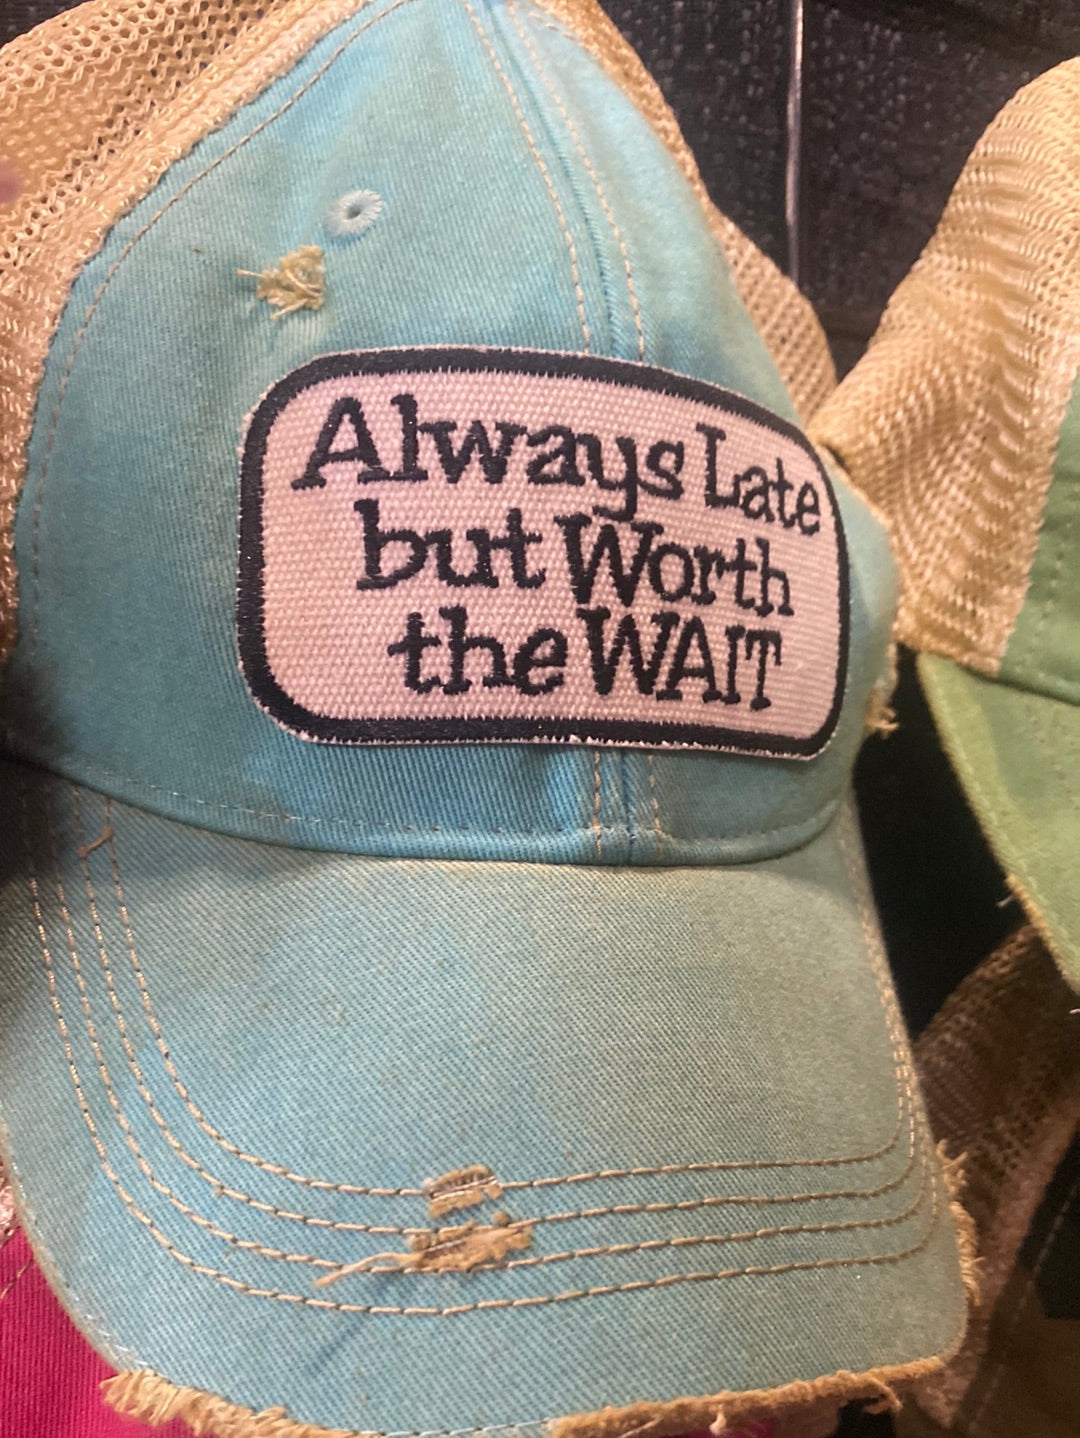 Always Late
but Worth
the WAIT